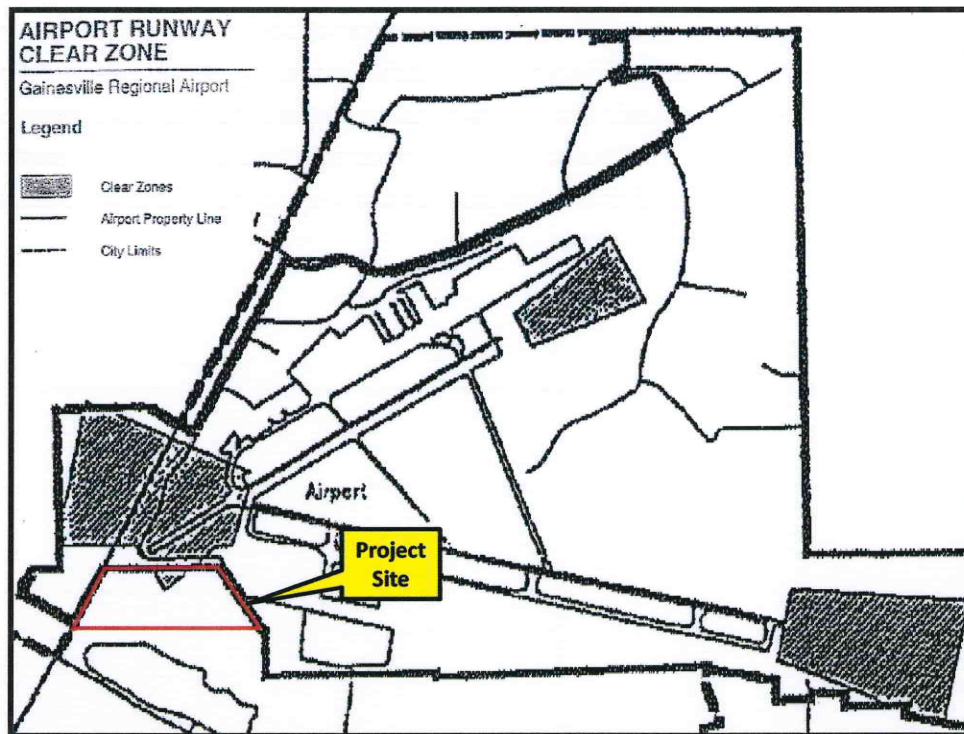 AIRPORT RUNWAY
CLEAR ZONE
Gainesville Regional Airport
Legend
Clear Zones
Airport Property Line
City Limits
Airport
Project
Site